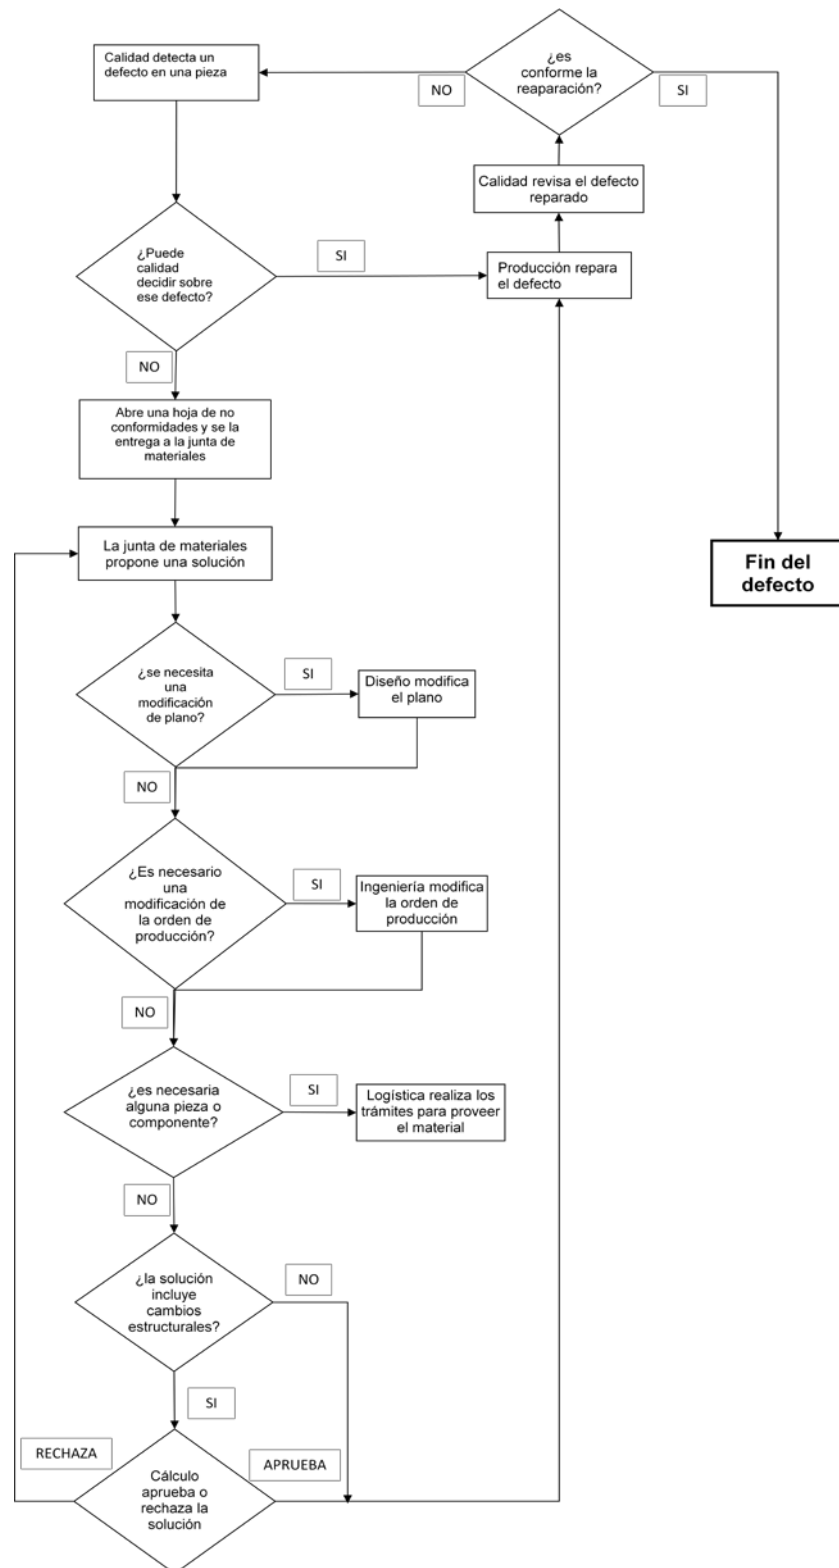 Calidad detecta un
defecto en una pieza
¿es
conforme la
reaparación?
NO
SI
Calidad revisa el defecto
reparado
¿Puede
calidad
decidir sobre
ese defecto?
SI
Producción repara
el defecto
NO
Abre una hoja de no
conformidades y se la
entrega a la junta de
materiales
La junta de materiales
propone una solución
Fin del
defecto
¿se necesita
una
modificación
de plano?
SI
Diseño modifica
el plano
NO
¿Es necesario
una
modificación de
la orden de
producción?
SI
Ingeniería modifica
la orden de
producción
NO
¿es necesaria
alguna pieza o
componente?
SI
Logística realiza los
trámites para proveer
el material
NO
¿la solución
incluye
cambios
estructurales?
NO
SI
RECHAZA
APRUEBA
Cálculo
aprueba o
rechaza la
solución